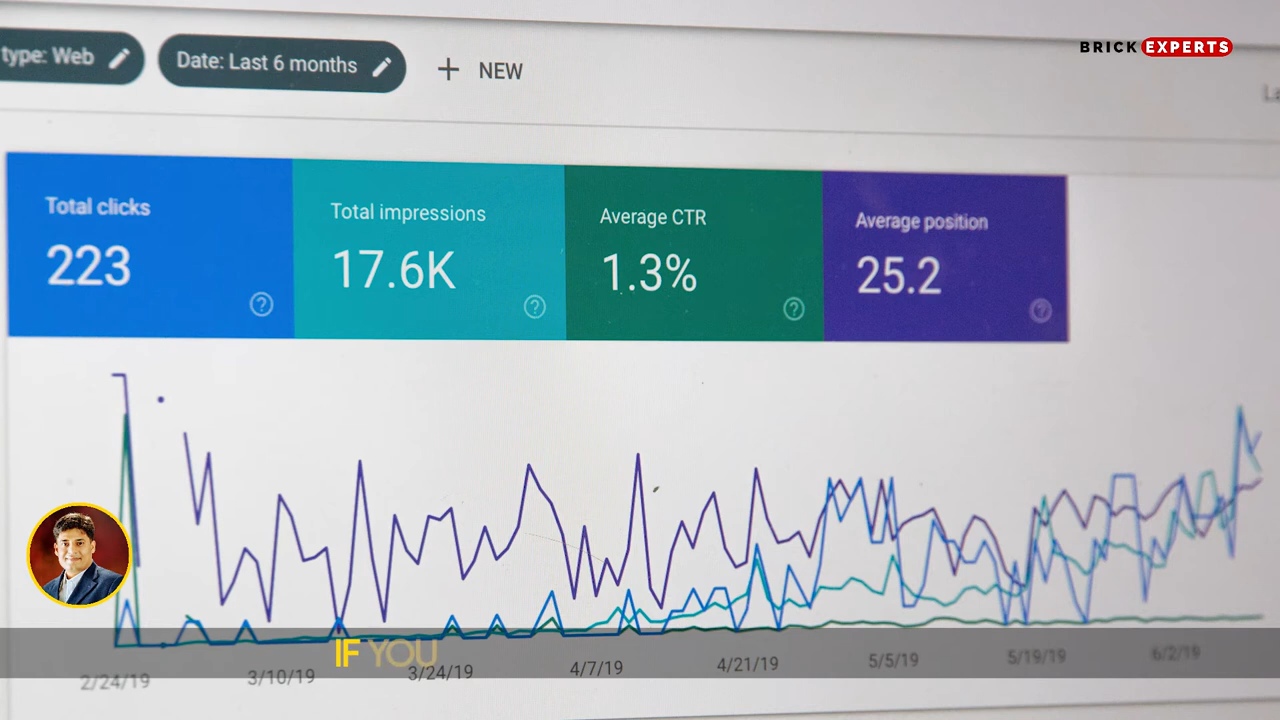 type: Web
Date: Last 6 months
+ NEW
BRICK EXPERTS
Total clicks
223
Total impressions
17.6K
Average CTR
1.3%
Average position
25.2
IF YOU
2/24/19
3/10/19
3/24/19
4/7/19
4/21/19
5/5/19
5/19/19
6/2/19